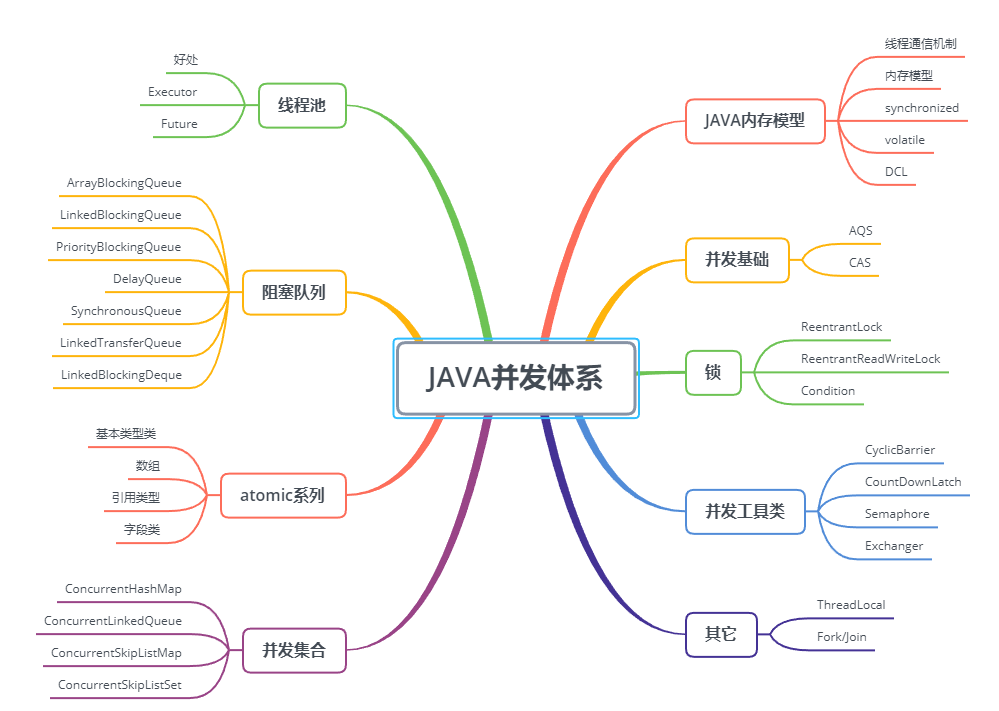 JAVA并发体系
JAVA内存模型
线程通信机制
内存模型
synchronized
volatile
DCL
并发基础
AQS
CAS
锁
ReentrantLock
ReentrantReadWriteLock
Condition
并发工具类
CyclicBarrier
CountDownLatch
Semaphore
Exchanger
其它
ThreadLocal
Fork/Join
线程池
好处
Executor
Future
阻塞队列
ArrayBlockingQueue
LinkedBlockingQueue
PriorityBlockingQueue
DelayQueue
SynchronousQueue
LinkedTransferQueue
LinkedBlockingDeque
atomic系列
基本类型类
数组
引用类型
字段类
并发集合
ConcurrentHashMap
ConcurrentLinkedQueue
ConcurrentSkipListMap
ConcurrentSkipListSet